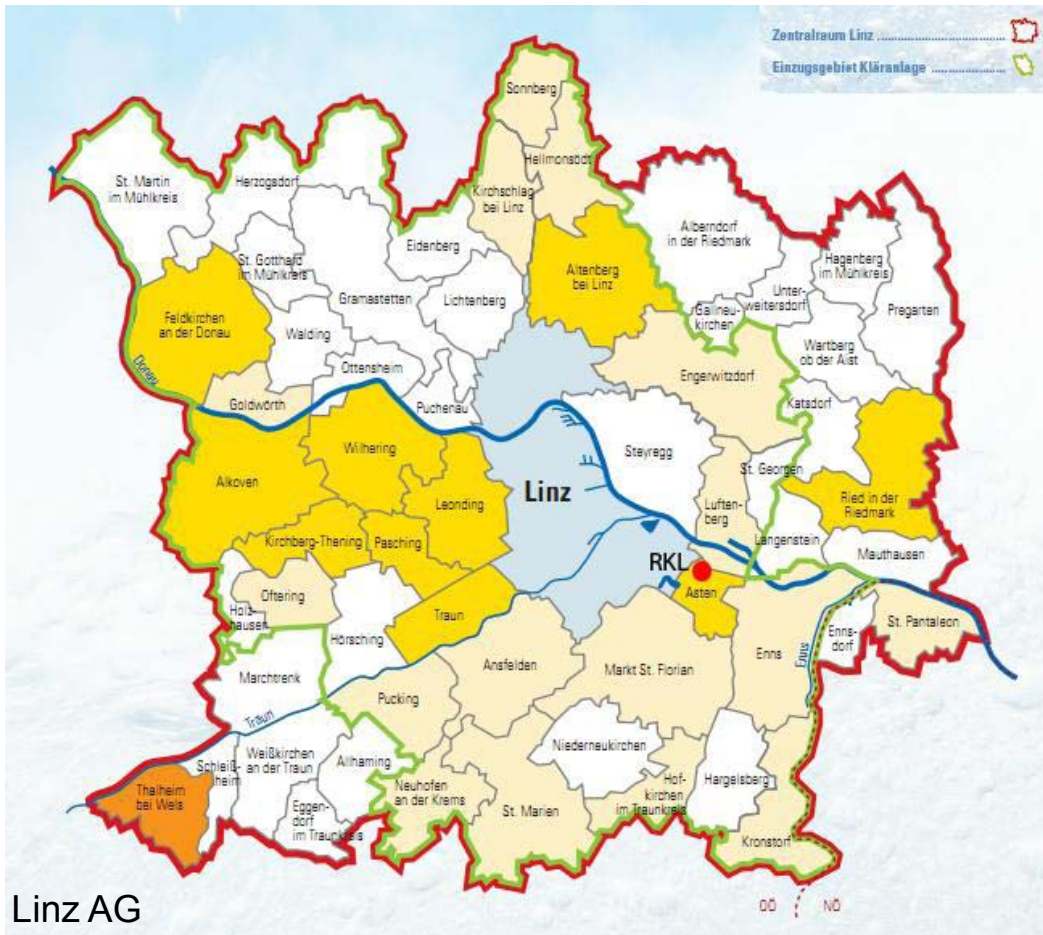 Zentralraum Linz
Einzugsgebiet Kläranlage
Sonnberg
Hellmonsödt
Kirchschlag
bei Linz
St. Martin
im Mühlkreis
Herzogsdorf
Eidenberg
Alberndorf
in der Riedmark
Hagenberg
im Mühlkreis
St. Gotthard
im Mühlkreis
Gramastetten
Lichtenberg
Altenberg
bei Linz
Unter-
weitersdorf
Gallneu-
kirchen
Pregarten
Feldkirchen
an der Donau
Walding
Wartberg
ob der Aist
Donau
Ottensheim
Engerwitzdorf
Goldwörth
Puchenau
Katsdorf
Wilhering
Steyregg
St. Georgen
Alkoven
Linz
Leonding
Luften-
berg
Ried in der
Riedmark
Kirchberg-Thening
Pasching
Langenstein
Mauthausen
RKL
Asten
Oftering
Holz-
hausen
Traun
Hörsching
Enns
Enns
Enns-
dorf
St. Pantaleon
Ansfelden
Markt St. Florian
Marchtrenk
Pucking
Traun
Weißkirchen
an der Traun
Allhaming
Niederneukirchen
Schleiß-
heim
Thalheim
bei Wels
Neuhofen
an der Krems
Hof-
kirchen
im Traunkreis
Hargelsberg
Eggen-
dorf
im Traunkreis
St. Marien
Kronstorf
Linz AG
OÖ
NÖ